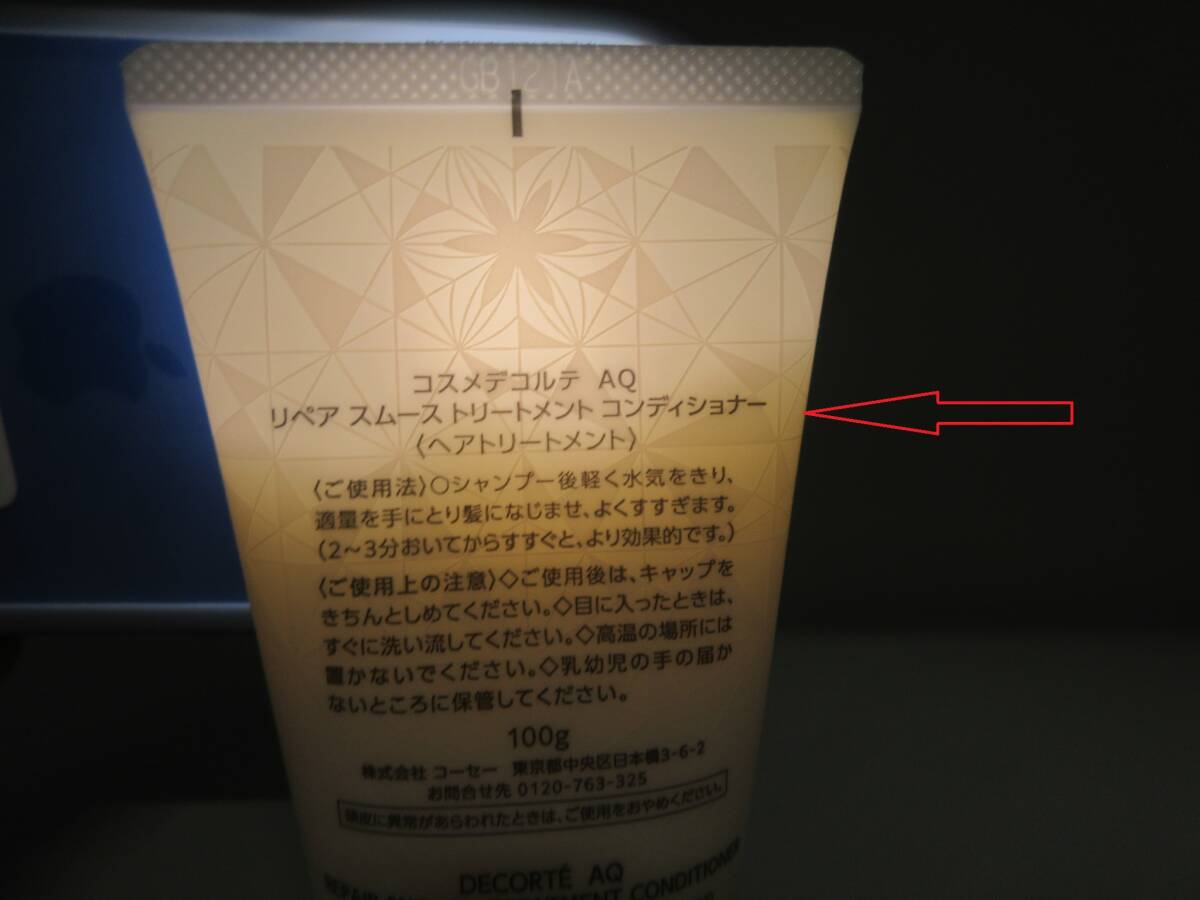 GB121A
コスメデコルテ AQ
リペア スムース トリートメント コンディショナー
〈ヘアトリートメント〉
〈ご使用法〉○シャンプー後軽く水気をきり、
適量を手にとり髪になじませ、よくすすぎます。
(2~3分おいてからすすぐと、より効果的です。)
〈ご使用上の注意〉◇ご使用後は、キャップを
きちんとしめてください。◇目に入ったときは、
すぐに洗い流してください。◇高温の場所には
置かないでください。◇乳幼児の手の届か
ないところに保管してください。
100g
株式会社 コーセー 東京都中央区日本橋3-6-2
お問合せ先 0120-763-325
頭皮に異常があらわれたときは、ご使用をおやめください。
DECORTÉ AQ
CONDITIONER